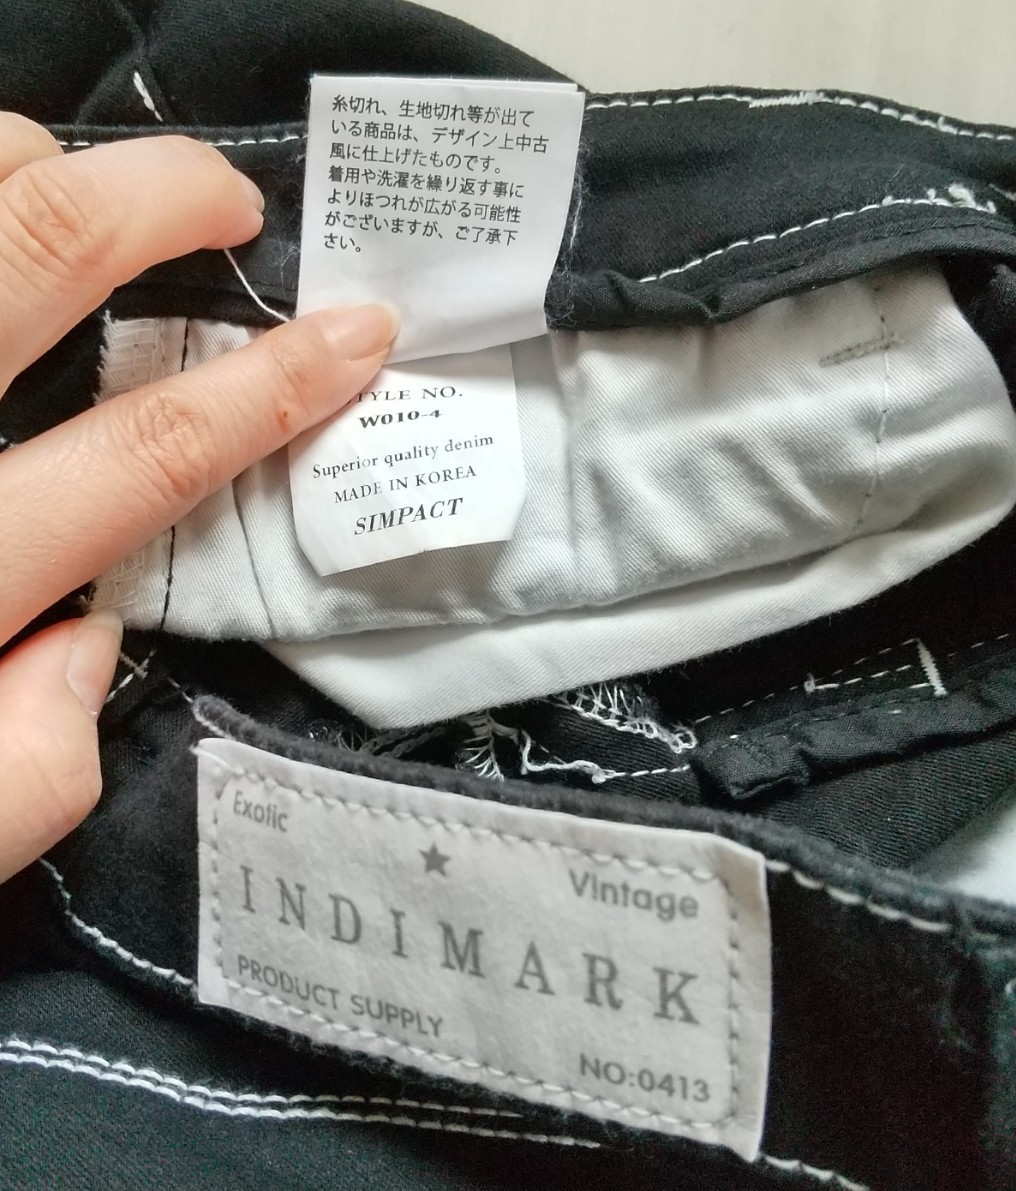 糸切れ、生地切れ等が出て
いる商品は、デザイン上中古
風に仕上げたものです。
着用や洗濯を繰り返す事に
よりほつれが広がる可能性
がございますが、ご了承下
さい。
TYLE NO.
W010-4
Superior quality denim
MADE IN KOREA
SIMPACT
Exotic
Vintage
INDIMARK
PRODUCT SUPPLY
NO:0413